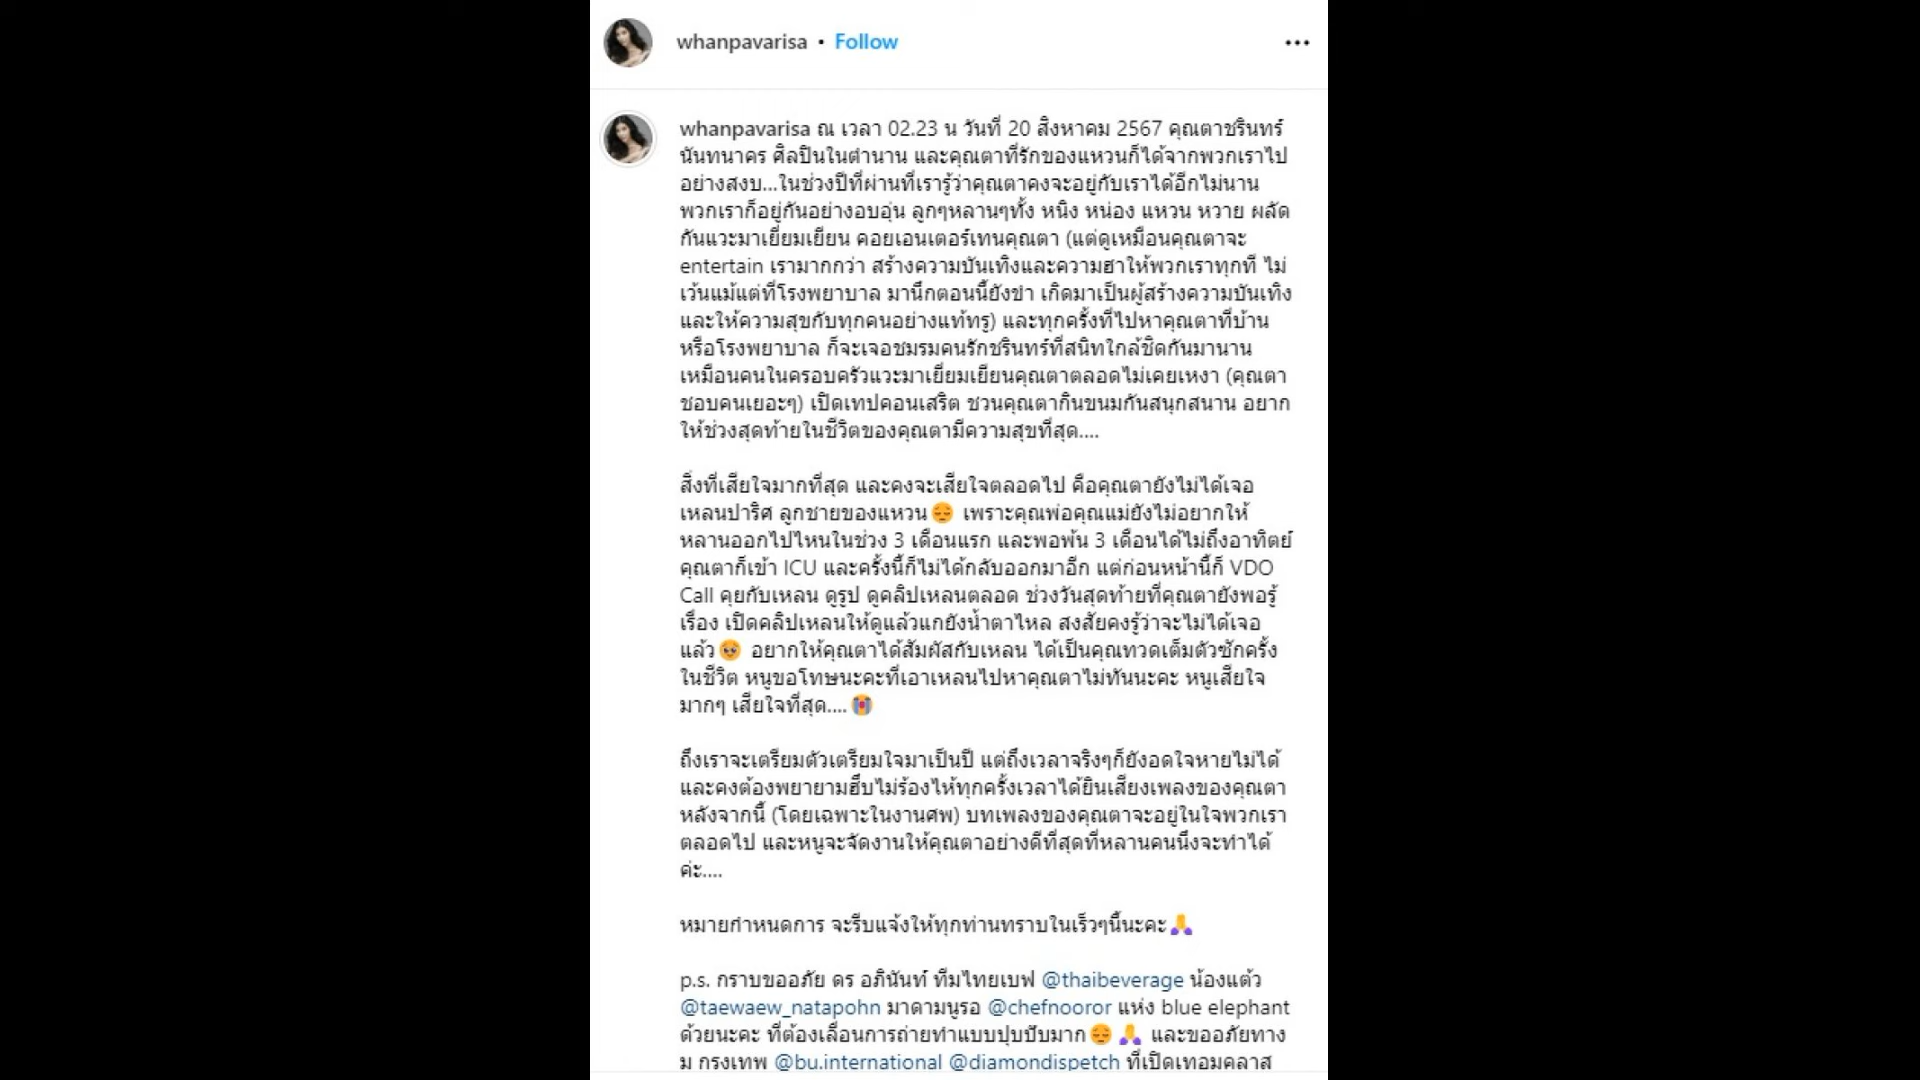 whanpavarisa • Follow
whanpavarisa ณ เวลา 02.23 น วันที่ 20 สิงหาคม 2567 คุณตาชรินทร์
นันทนาคร ศิลปินในตำนาน และคุณตาที่รักของแหวนก็ได้จากพวกเราไป
อย่างสงบ...ในช่วงปีที่ผ่านที่เรารู้ว่าคุณตาคงจะอยู่กับเราได้อีกไม่นาน
พวกเราก็อยู่กันอย่างอบอุ่น ลูกๆหลานๆทั้ง หนิง หน่อง แหวน หวาย ผลัด
กันแวะมาเยี่ยมเยียน คอยเอนเตอร์เทนคุณตา (แต่ดูเหมือนคุณตาจะ
entertain เรามากกว่า สร้างความบันเทิงและความฮาให้พวกเราทุกที ไม่
เว้นแม้แต่ที่โรงพยาบาล มานึกตอนนี้ยังขำ เกิดมาเป็นผู้สร้างความบันเทิง
และให้ความสุขกับทุกคนอย่างแท้ทรู) และทุกครั้งที่ไปหาคุณตาที่บ้าน
หรือโรงพยาบาล ก็จะเจอชมรมคนรักชรินทร์ที่สนิทใกล้ชิดกันมานาน
เหมือนคนในครอบครัวแวะมาเยี่ยมเยียนคุณตาตลอดไม่เคยเหงา (คุณตา
ชอบคนเยอะๆ) เปิดเทปคอนเสริต ชวนคุณตากินขนมกันสนุกสนาน อยาก
ให้ช่วงสุดท้ายในชีวิตของคุณตามีความสุขที่สุด....
สิ่งที่เสียใจมากที่สุด และคงจะเสียใจตลอดไป คือคุณตายังไม่ได้เจอ
เหลนปาริศ ลูกชายของแหวน😔 เพราะคุณพ่อคุณแม่ยังไม่อยากให้
หลานออกไปไหนในช่วง 3 เดือนแรก และพอพ้น 3 เดือนได้ไม่ถึงอาทิตย์
คุณตาก็เข้า ICU และครั้งนี้ก็ไม่ได้กลับออกมาอีก แต่ก่อนหน้านี้ก็ VDO
Call คุยกับเหลน ดูรูป ดูคลิปเหลนตลอด ช่วงวันสุดท้ายที่คุณตายังพอรู้
เรื่อง เปิดคลิปเหลนให้ดูแล้วแกยังน้ำตาไหล สงสัยคงรู้ว่าจะไม่ได้เจอ
แล้ว🥹 อยากให้คุณตาได้สัมผัสกับเหลน ได้เป็นคุณทวดเต็มตัวซักครั้ง
ในชีวิต หนูขอโทษนะคะที่เอาเหลนไปหาคุณตาไม่ทันนะคะ หนูเสียใจ
มากๆ เสียใจที่สุด....😭
ถึงเราจะเตรียมตัวเตรียมใจมาเป็นปี แต่ถึงเวลาจริงๆก็ยังอดใจหายไม่ได้
และคงต้องพยายามฮึบไม่ร้องไห้ทุกครั้งเวลาได้ยินเสียงเพลงของคุณตา
หลังจากนี้ (โดยเฉพาะในงานศพ) บทเพลงของคุณตาจะอยู่ในใจพวกเรา
ตลอดไป และหนูจะจัดงานให้คุณตาอย่างดีที่สุดที่หลานคนนึงจะทำได้
ค่ะ....
หมายกำหนดการ จะรีบแจ้งให้ทุกท่านทราบในเร็วๆนี้นะคะ🙏
p.s. กราบขออภัย ดร อภินันท์ ทีมไทยเบฟ @thaibeverage น้องแต้ว
@taewaew_natapohn มาดามนูรอ @chefnooror แห่ง blue elephant
ด้วยนะคะ ที่ต้องเลื่อนการถ่ายทำแบบปุบปับมาก😔🙏 และขออภัยทาง
ม กรุงเทพ @bu.international @diamondispetch ที่เปิดเทอมคลาส